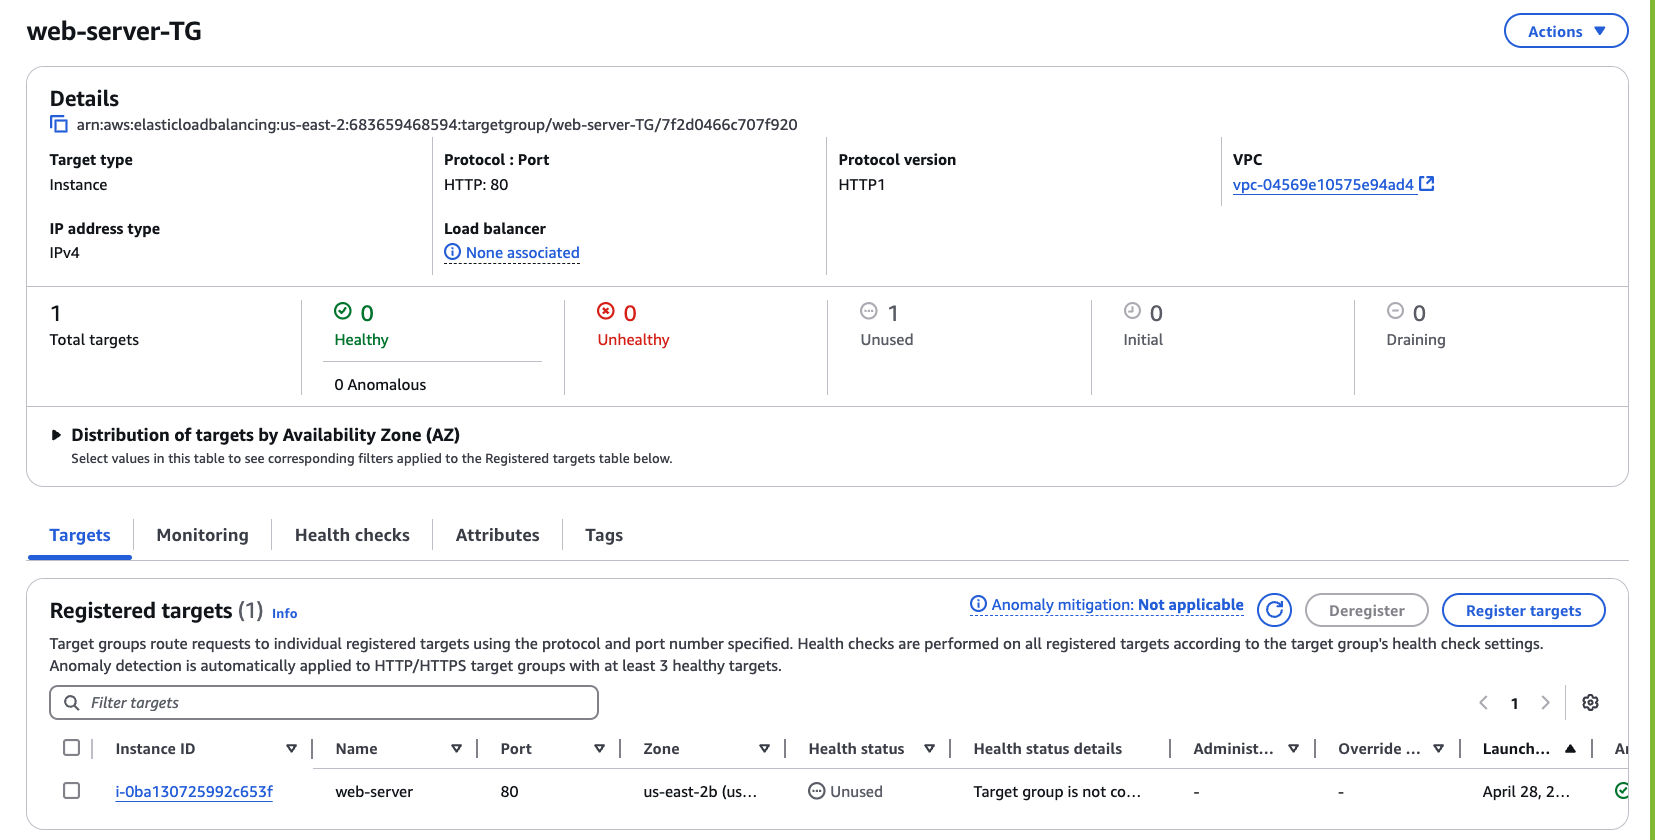 web-server-TG
Actions
Details
arn:aws:elasticloadbalancing:us-east-2:683659468594:targetgroup/web-server-TG/7f2d0466c707f920
Target type
Instance
Protocol : Port
HTTP: 80
Protocol version
HTTP1
VPC
vpc-04569e10575e94ad4
IP address type
IPv4
Load balancer
None associated
1
Total targets
0
Healthy
0 Anomalous
0
Unhealthy
1
Unused
0
Initial
0
Draining
Distribution of targets by Availability Zone (AZ)
Select values in this table to see corresponding filters applied to the Registered targets table below.
Targets Monitoring Health checks Attributes Tags
Registered targets (1) Info
Anomaly mitigation: Not applicable
Deregister
Register targets
Target groups route requests to individual registered targets using the protocol and port number specified. Health checks are performed on all registered targets according to the target group's health check settings.
Anomaly detection is automatically applied to HTTP/HTTPS target groups with at least 3 healthy targets.
Filter targets
1
Instance ID Name Port Zone Health status Health status details Administ... Override ... Launch...
i-0ba130725992c653f web-server 80 us-east-2b (us... Unused Target group is not co... - - April 28, 2...